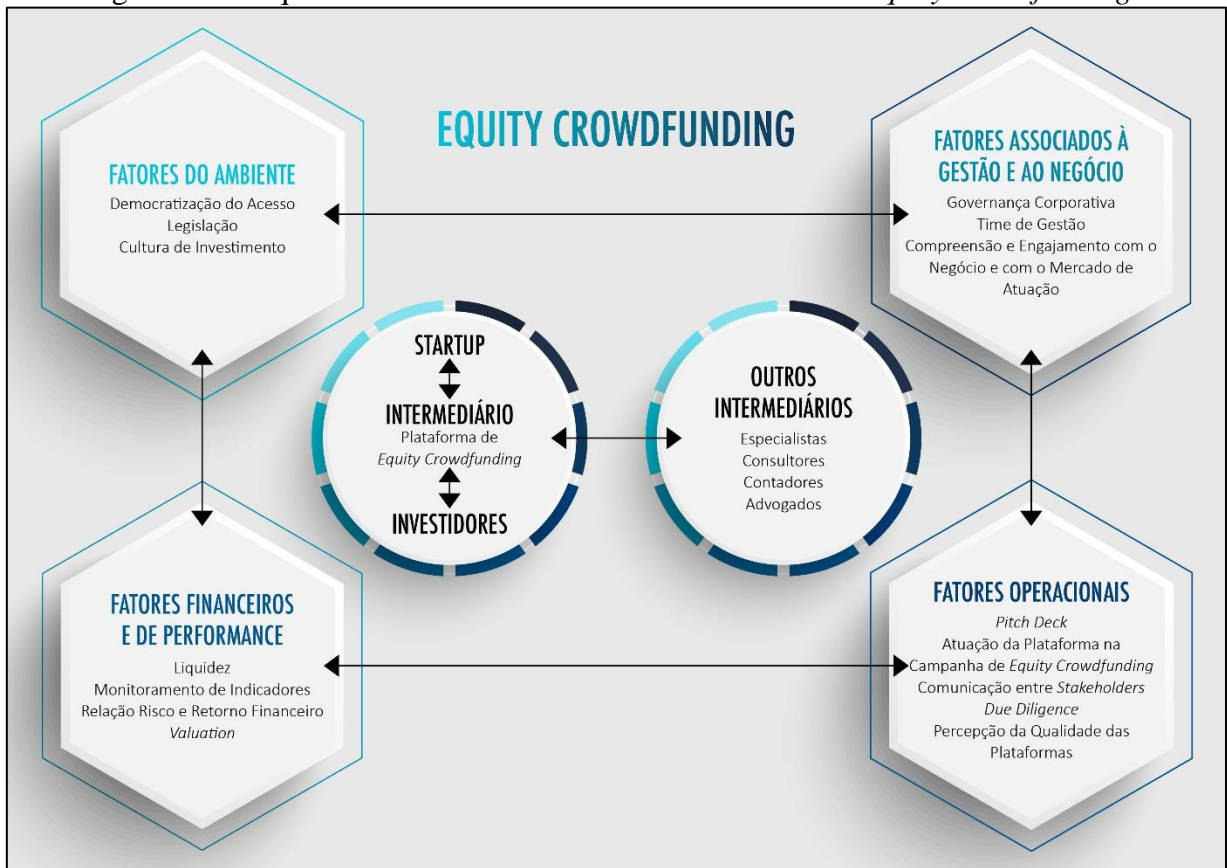 EQUITY CROWDFUNDING
FATORES DO AMBIENTE
Democratização do Acesso
Legislação
Cultura de Investimento
FATORES ASSOCIADOS À
GESTÃO E AO NEGÓCIO
Governança Corporativa
Time de Gestão
Compreensão e Engajamento com o
Negócio e com o Mercado de
Atuação
STARTUP
INTERMEDIÁRIO
Plataforma de
Equity Crowdfunding
INVESTIDORES
OUTROS
INTERMEDIÁRIOS
Especialistas
Consultores
Contadores
Advogados
FATORES FINANCEIROS
E DE PERFORMANCE
Liquidez
Monitoramento de Indicadores
Relação Risco e Retorno Financeiro
Valuation
FATORES OPERACIONAIS
Pitch Deck
Atuação da Plataforma na
Campanha de Equity Crowdfunding
Comunicação entre Stakeholders
Due Diligence
Percepção da Qualidade das
Plataformas